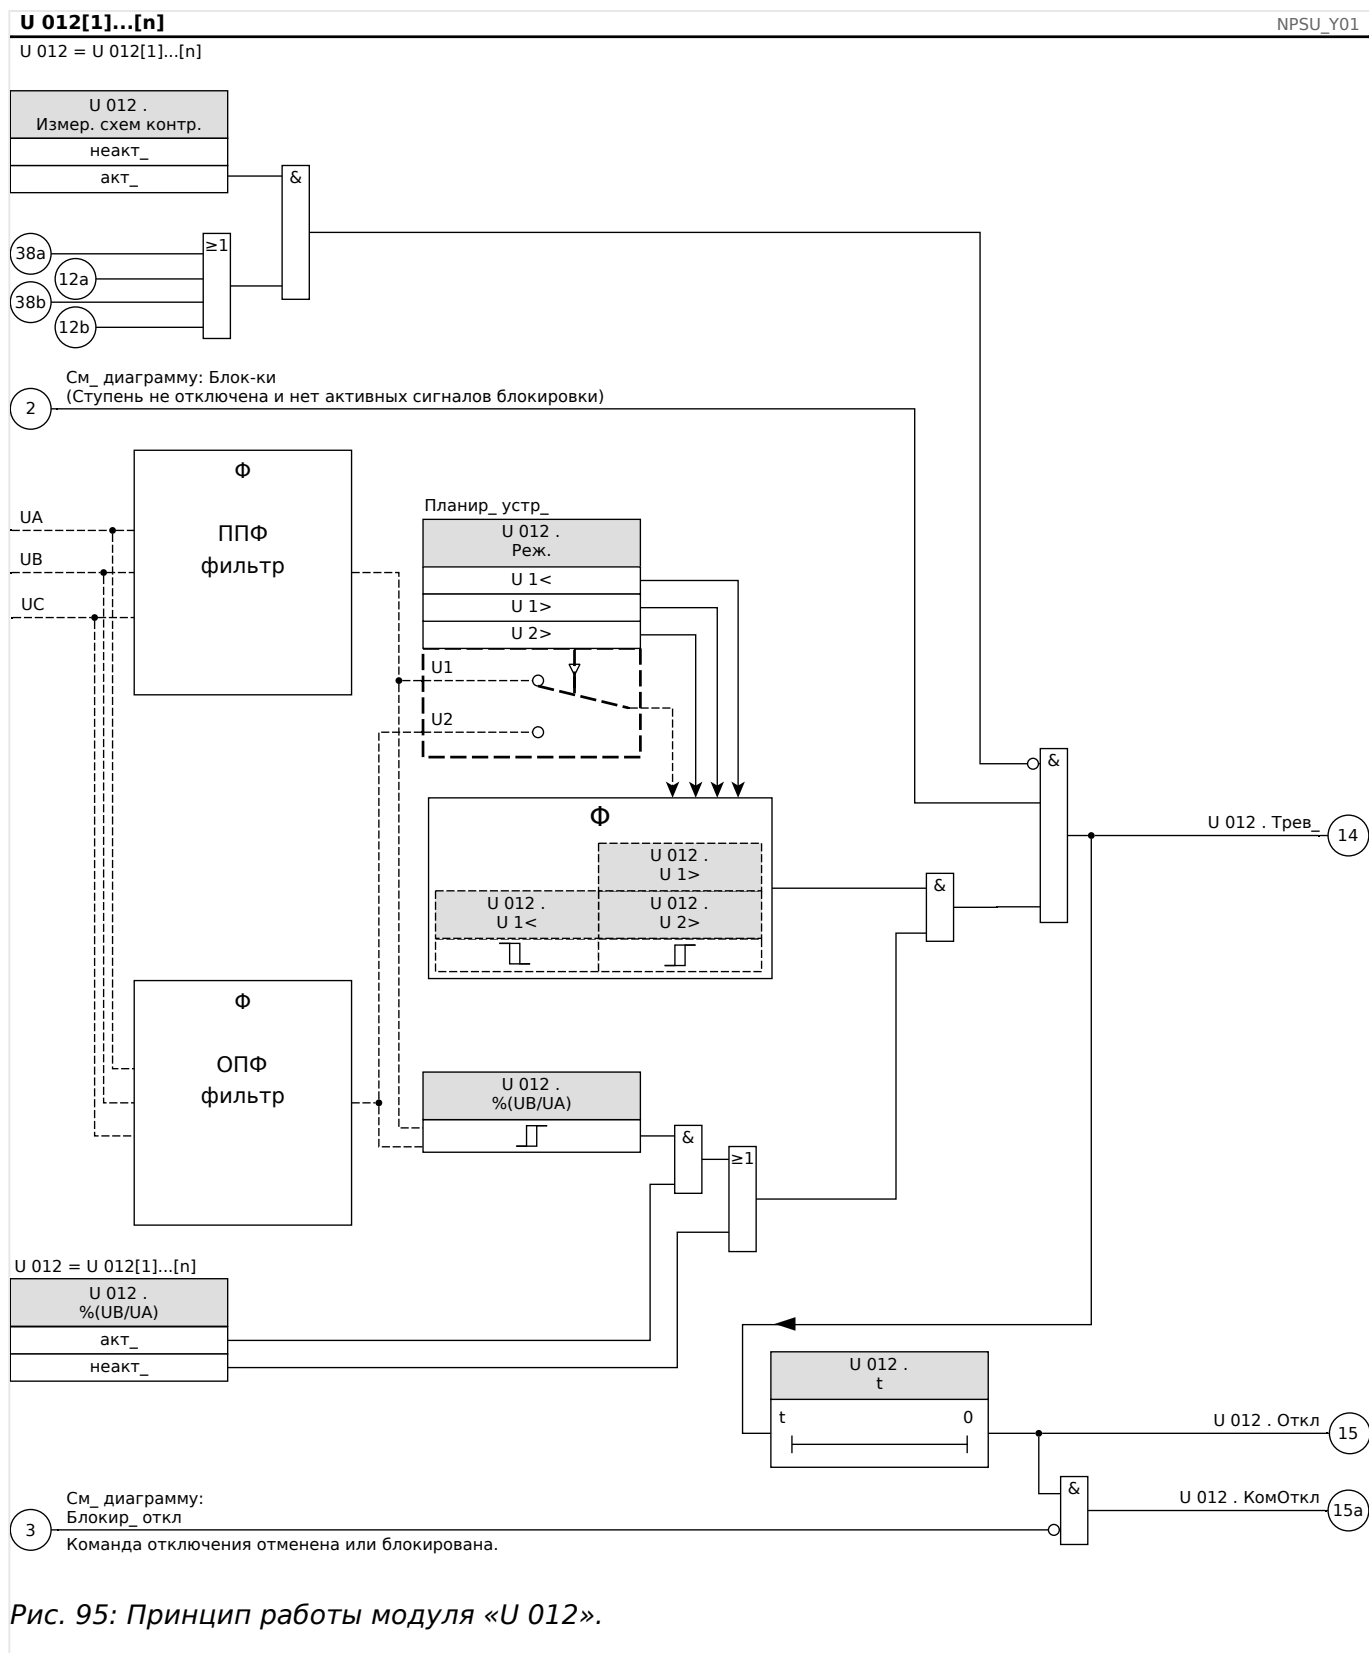 U 012[1]...[n]
NPSU_Y01
U 012 = U 012[1]...[n]
U 012 .
Измер. схем контр.
неакт_
акт_
&
≥1
38a
12a
38b
12b
См_ диаграмму: Блок-ки
(Ступень не отключена и нет активных сигналов блокировки)
2
Ф
ППФ
фильтр
UA
UB
UC
Планир_ устр_
U 012 .
Реж.
U 1<
U 1>
U 2>
U1
U2
Ф
U 012 .
U 1>
U 012 .
U 1<
U 012 .
U 2>
&
&
U 012 . Трев_
14
Ф
ОПФ
фильтр
U 012 .
%(UB/UA)
&
≥1
U 012 = U 012[1]...[n]
U 012 .
%(UB/UA)
акт_
неакт_
U 012 .
t
t
0
U 012 . Откл
15
&
U 012 . КомОткл
15a
См_ диаграмму:
Блокир_ откл
3
Команда отключения отменена или блокирована.
Рис. 95: Принцип работы модуля «U 012».